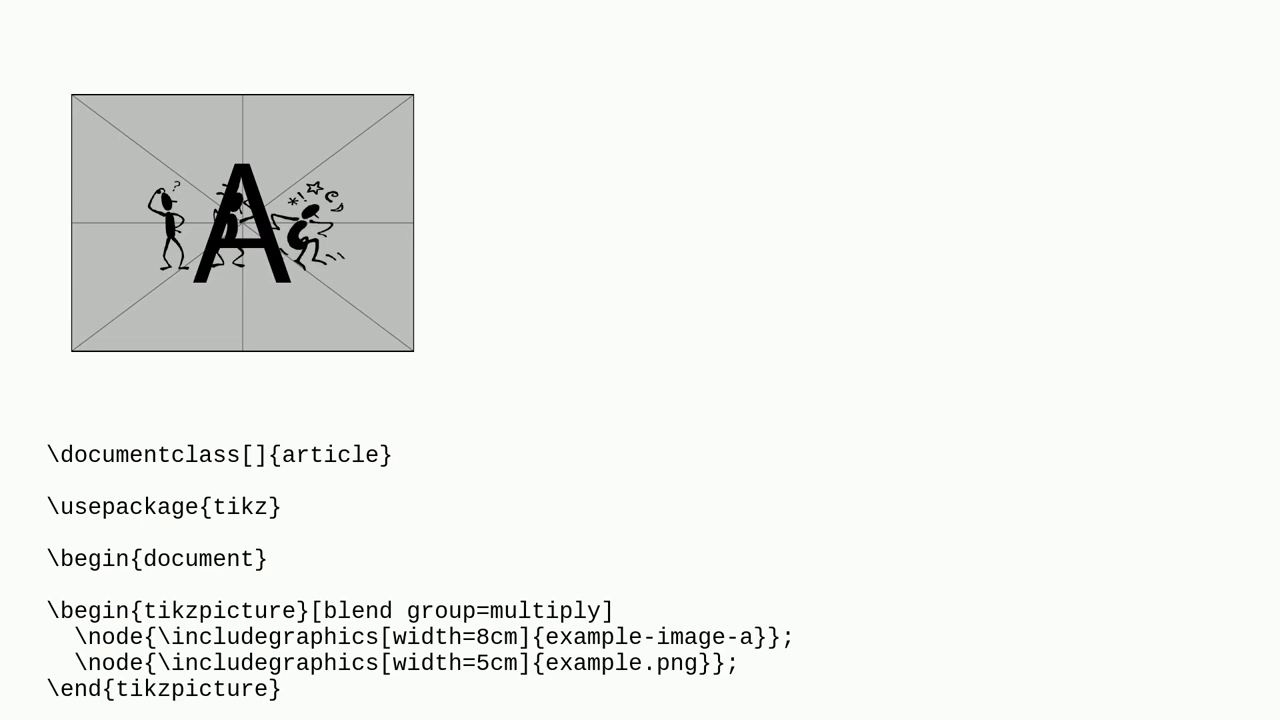 A
? *!
\documentclass[]{article}
\usepackage{tikz}
\begin{document}
\begin{tikzpicture}[blend group=multiply]
\node{\includegraphics[width=8cm]{example-image-a}};
\node{\includegraphics[width=5cm]{example.png}};
\end{tikzpicture}